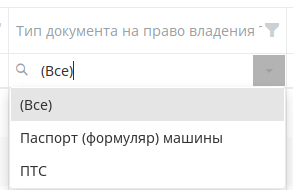 Тип документа на право владения
(Все)
(Все)
Паспорт (формуляр) машины
ПТС